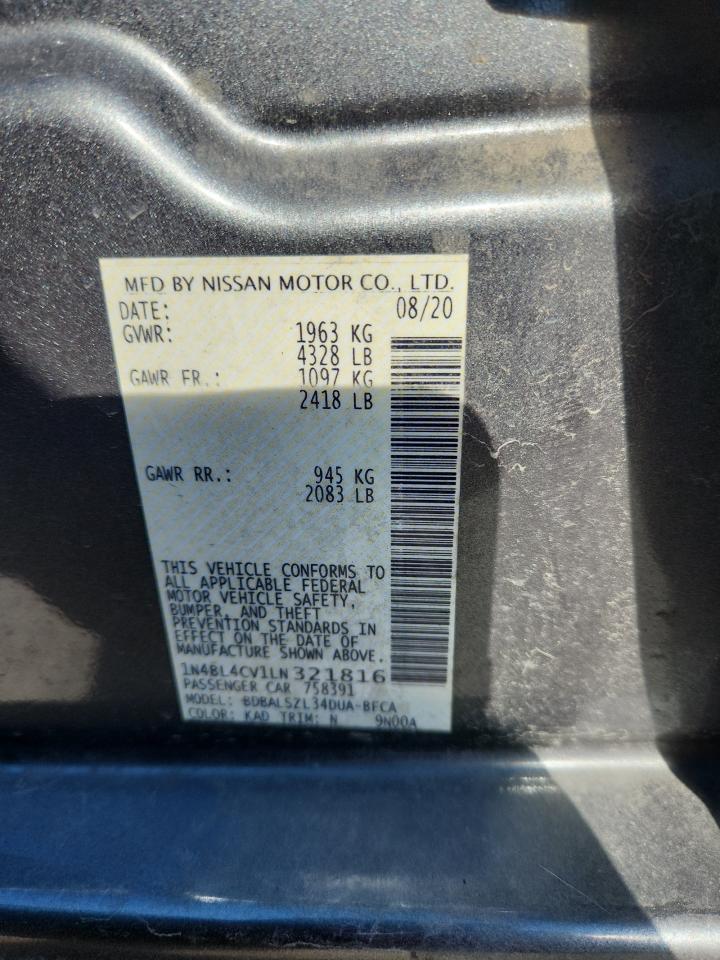 MFD BY NISSAN MOTOR CO., LTD.
DATE: 08/20
GVWR: 1963 KG
4328 LB
GAWR FR.: 1097 KG
2418 LB
GAWR RR.: 945 KG
2083 LB
THIS VEHICLE CONFORMS TO
ALL APPLICABLE FEDERAL
MOTOR VEHICLE SAFETY,
BUMPER, AND THEFT
PREVENTION STANDARDS IN
EFFECT ON THE DATE OF
MANUFACTURE SHOWN ABOVE.
1N4BL4CV1LN321816
PASSENGER CAR 758391
MODEL: BDBALSZL34DUA-BFCA
COLOR: KAD TRIM: N 9N00A